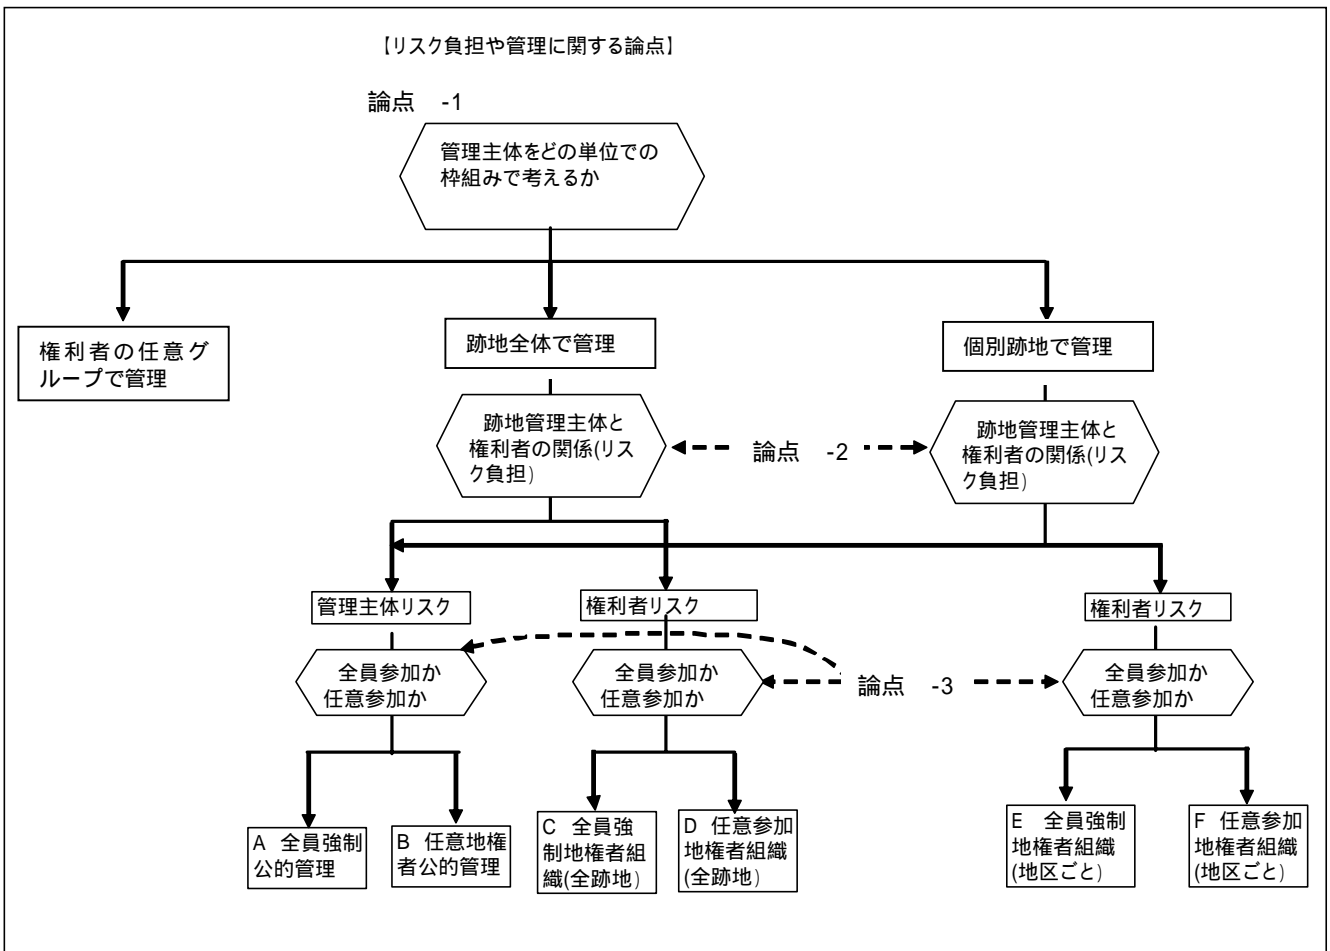 【リスク負担や管理に関する論点】
論点　-1
管理主体をどの単位での
枠組みで考えるか
権利者の任意グ
ループで管理
跡地全体で管理
個別跡地で管理
跡地管理主体と
権利者の関係(リス
ク負担)
論点　-2
跡地管理主体と
権利者の関係(リス
ク負担)
管理主体リスク
権利者リスク
権利者リスク
全員参加か
任意参加か
全員参加か
任意参加か
論点　-3
全員参加か
任意参加か
A 全員強制
公的管理
B 任意地権
者公的管理
C 全員強
制地権者組
織(全跡地)
D 任意参加
地権者組織
(全跡地)
E 全員強制
地権者組織
(地区ごと)
F 任意参加
地権者組織
(地区ごと)